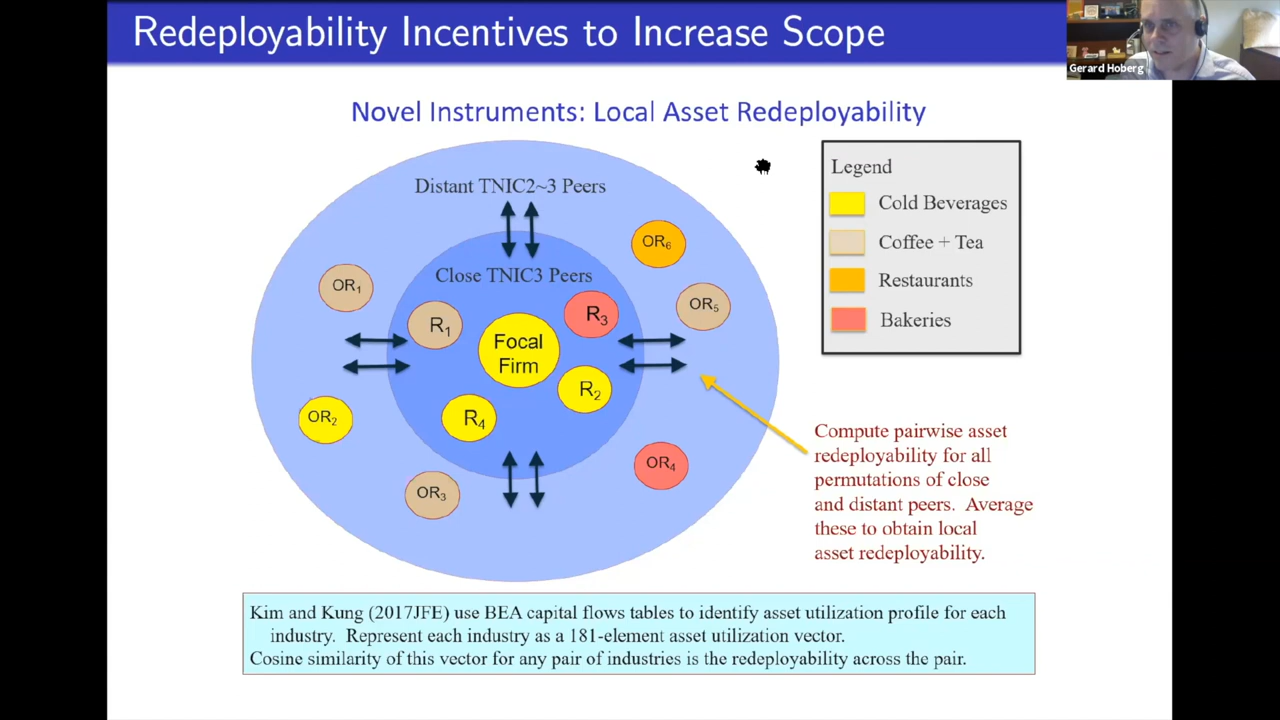 Redeployability Incentives to Increase Scope
Gerard Hoberg
Novel Instruments: Local Asset Redeployability
Distant TNIC2~3 Peers
Close TNIC3 Peers
OR₁
OR₂
OR₃
OR₄
OR₅
OR₆
R₁
R₂
R₃
R₄
Focal
Firm
Legend
Cold Beverages
Coffee + Tea
Restaurants
Bakeries
Compute pairwise asset
redeployability for all
permutations of close
and distant peers. Average
these to obtain local
asset redeployability.
Kim and Kung (2017JFE) use BEA capital flows tables to identify asset utilization profile for each
industry. Represent each industry as a 181-element asset utilization vector.
Cosine similarity of this vector for any pair of industries is the redeployability across the pair.